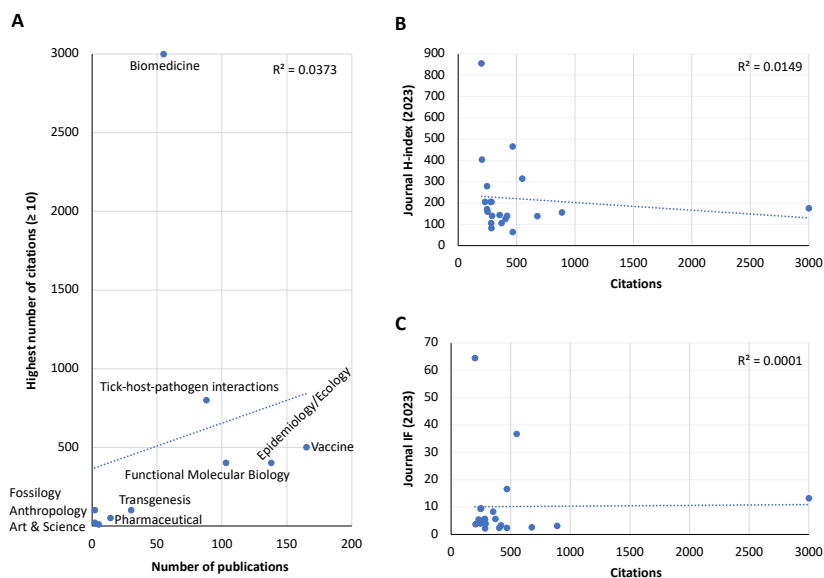 A
3000
Biomedicine
R² = 0.0373
2500
2000
1500
1000
500
Highest number of citations (≥ 10)
Tick-host-pathogen interactions
Epidemiology/Ecology
Vaccine
Functional Molecular Biology
Fossilogy
Anthropology
Art & Science
Transgenesis
Pharmaceutical
0 50 100 150 200
Number of publications
B
900
800
700
600
500
400
300
200
100
0
Journal H-index (2023)
R² = 0.0149
0 500 1000 1500 2000 2500 3000
Citations
C
70
60
50
40
30
20
10
0
Journal IF (2023)
R² = 0.0001
0 500 1000 1500 2000 2500 3000
Citations